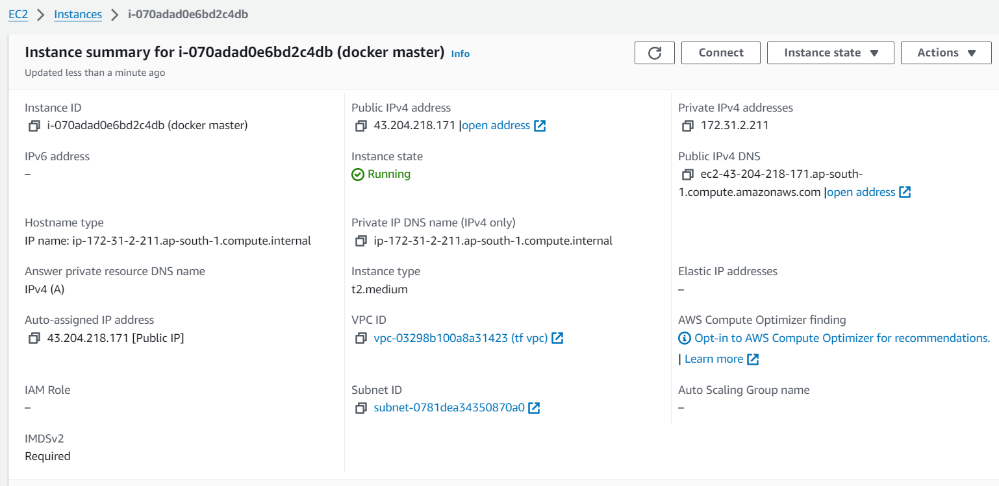 EC2 > Instances > i-070adad0e6bd2c4db
Instance summary for i-070adad0e6bd2c4db (docker master) Info
Updated less than a minute ago
Connect
Instance state
Actions
Instance ID
i-070adad0e6bd2c4db (docker master)
Public IPv4 address
43.204.218.171 |open address
Private IPv4 addresses
172.31.2.211
IPv6 address
–
Instance state
Running
Public IPv4 DNS
ec2-43-204-218-171.ap-south-
1.compute.amazonaws.com |open address
Hostname type
IP name: ip-172-31-2-211.ap-south-1.compute.internal
Private IP DNS name (IPv4 only)
ip-172-31-2-211.ap-south-1.compute.internal
Answer private resource DNS name
IPv4 (A)
Instance type
t2.medium
Elastic IP addresses
–
Auto-assigned IP address
43.204.218.171 [Public IP]
VPC ID
vpc-03298b100a8a31423 (tf vpc)
AWS Compute Optimizer finding
Opt-in to AWS Compute Optimizer for recommendations.
| Learn more
IAM Role
–
Subnet ID
subnet-0781dea34350870a0
Auto Scaling Group name
–
IMDSv2
Required